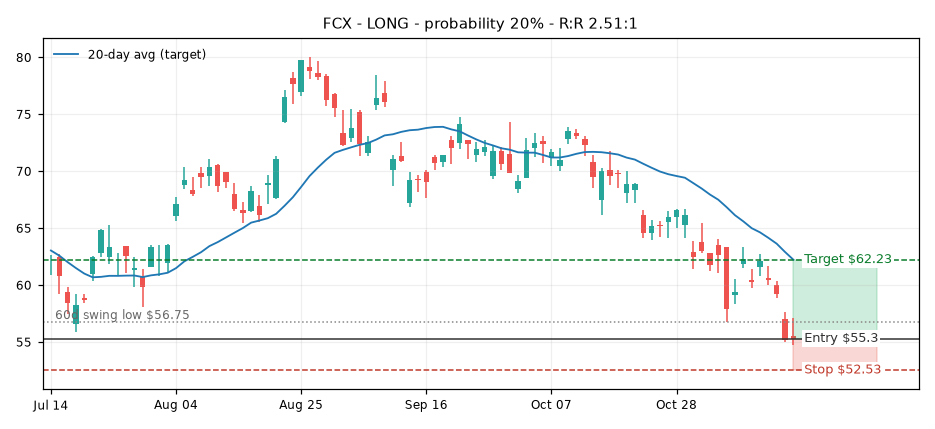 FCX - LONG - probability 20% - R:R 2.51:1
20-day avg (target)
80
75
70
65
60
55
60d swing low $56.75
Target $62.23
Entry $55.3
Stop $52.53
Jul 14
Aug 04
Aug 25
Sep 16
Oct 07
Oct 28